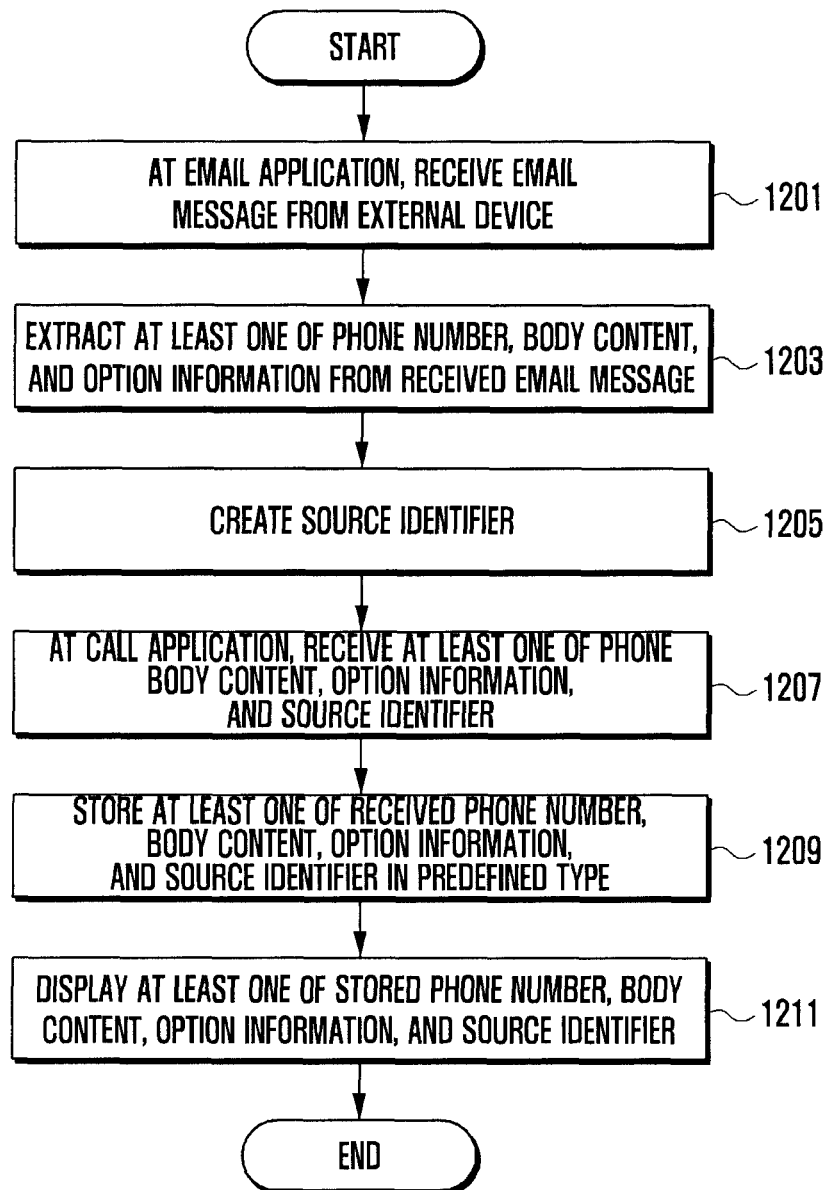 START
AT EMAIL APPLICATION, RECEIVE EMAIL
MESSAGE FROM EXTERNAL DEVICE
1201
EXTRACT AT LEAST ONE OF PHONE NUMBER, BODY CONTENT,
AND OPTION INFORMATION FROM RECEIVED EMAIL MESSAGE
1203
CREATE SOURCE IDENTIFIER
1205
AT CALL APPLICATION, RECEIVE AT LEAST ONE OF PHONE
BODY CONTENT, OPTION INFORMATION,
AND SOURCE IDENTIFIER
1207
STORE AT LEAST ONE OF RECEIVED PHONE NUMBER,
BODY CONTENT, OPTION INFORMATION,
AND SOURCE IDENTIFIER IN PREDEFINED TYPE
1209
DISPLAY AT LEAST ONE OF STORED PHONE NUMBER, BODY
CONTENT, OPTION INFORMATION, AND SOURCE IDENTIFIER
1211
END